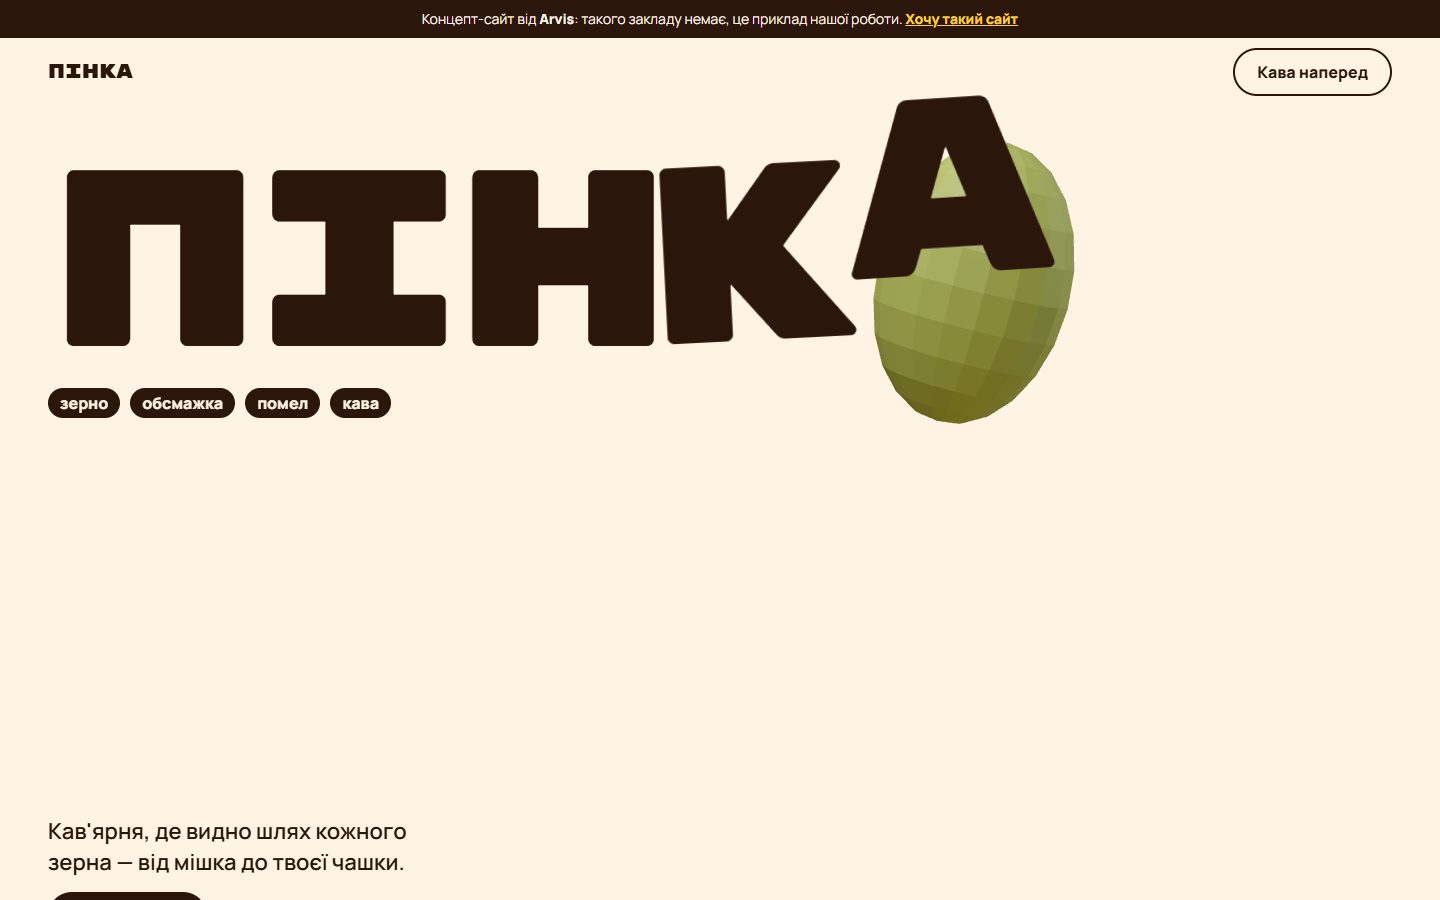 Концепт-сайт від Arvis: такого закладу немає, це приклад нашої роботи. Хочу такий сайт
ПІНКА
Кава наперед
ПІНКА
зерно обсмажка помел кава
Кав'ярня, де видно шлях кожного
зерна — від мішка до твоєї чашки.